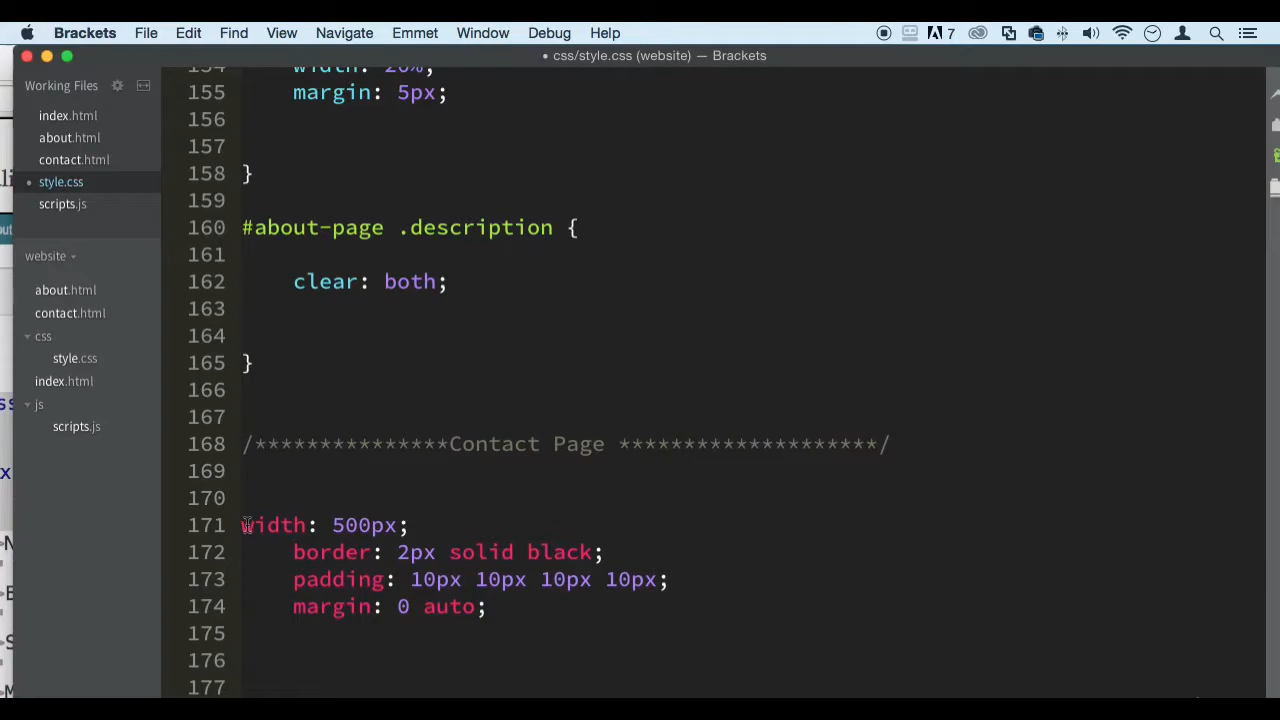 Brackets File Edit Find View Navigate Emmet Window Debug Help 7
css/style.css (website) — Brackets
Working Files
index.html
about.html
contact.html
style.css
scripts.js
website
about.html
contact.html
css
style.css
index.html
js
scripts.js
155 margin: 5px;
156
157
158 }
159
160 #about-page .description {
161
162 clear: both;
163
164
165 }
166
167
168 /***************Contact Page ********************/
169
170
171 width: 500px;
172 border: 2px solid black;
173 padding: 10px 10px 10px 10px;
174 margin: 0 auto;
175
176
177